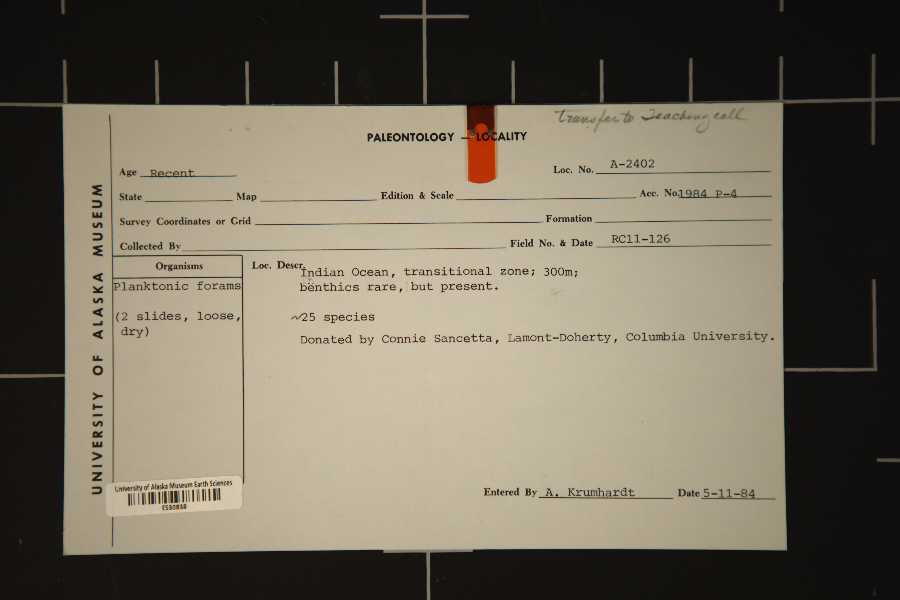 Transfer to Teaching coll
PALEONTOLOGY — LOCALITY
Age Recent
Loc. No. A-2402
State Map Edition & Scale Acc. No. 1984 P-4
Survey Coordinates or Grid Formation
Collected By Field No. & Date RC11-126
Organisms
Planktonic forams
(2 slides, loose,
dry)
Loc. Descr.
Indian Ocean, transitional zone; 300m;
benthics rare, but present.
~25 species
Donated by Connie Sancetta, Lamont-Doherty, Columbia University.
Entered By A. Krumhardt Date 5-11-84
UNIVERSITY OF ALASKA MUSEUM
University of Alaska Museum Earth Sciences